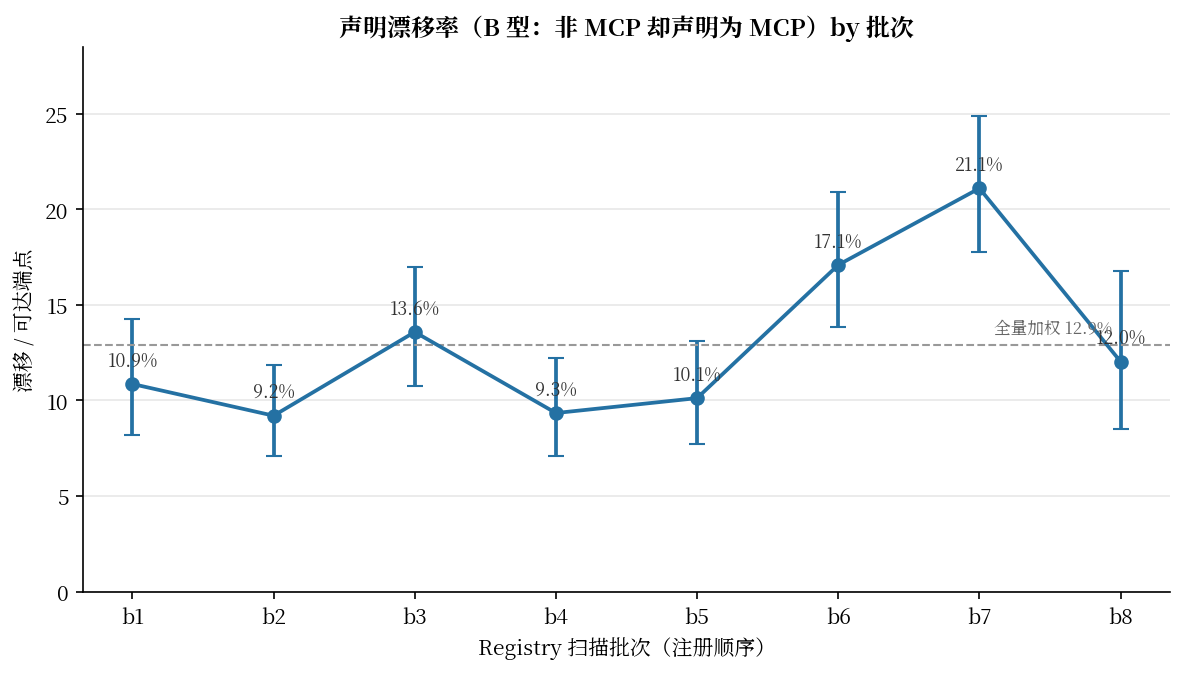 声明漂移率（B 型：非 MCP 却声明为 MCP）by 批次
漂移 / 可达端点
25
20
15
10
5
0
10.9%
9.2%
13.6%
9.3%
10.1%
17.1%
21.1%
12.0%
全量加权 12.9%
b1
b2
b3
b4
b5
b6
b7
b8
Registry 扫描批次（注册顺序）